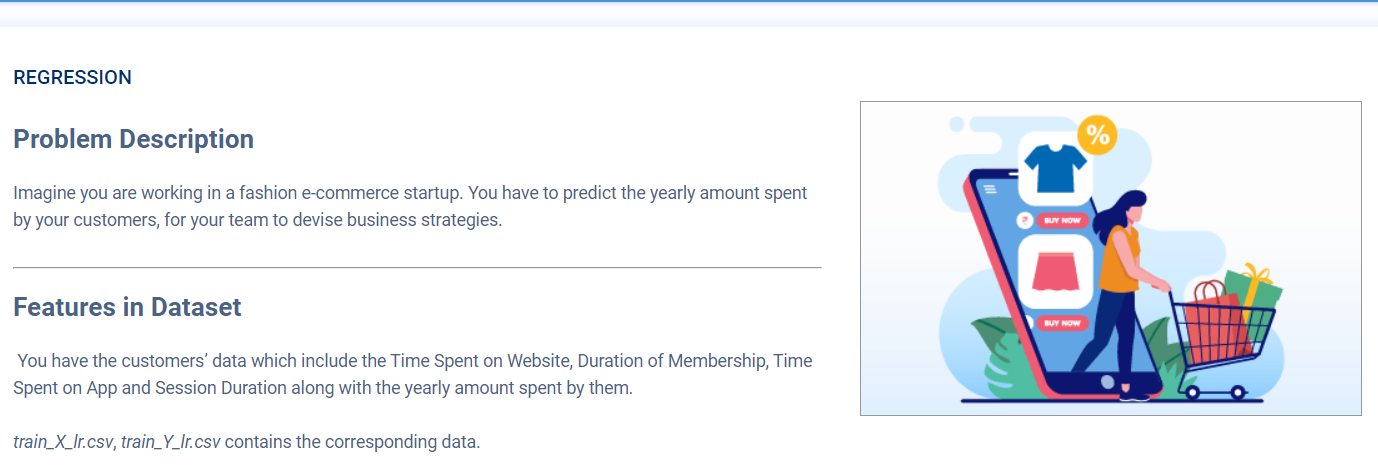 REGRESSION
Problem Description
Imagine you are working in a fashion e-commerce startup. You have to predict the yearly amount spent
by your customers, for your team to devise business strategies.
Features in Dataset
You have the customers’ data which include the Time Spent on Website, Duration of Membership, Time
Spent on App and Session Duration along with the yearly amount spent by them.
train_X_lr.csv, train_Y_lr.csv contains the corresponding data.
%
₹ BUY NOW
BUY NOW